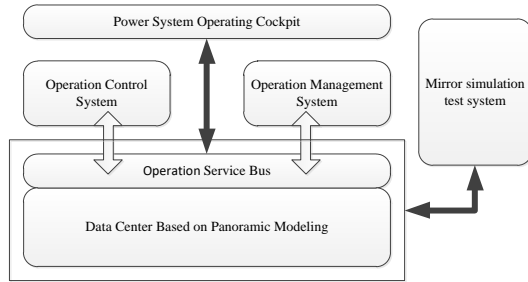 Power System Operating Cockpit
Operation Control
System
Operation Management
System
Mirror simulation
test system
Operation Service Bus
Data Center Based on Panoramic Modeling